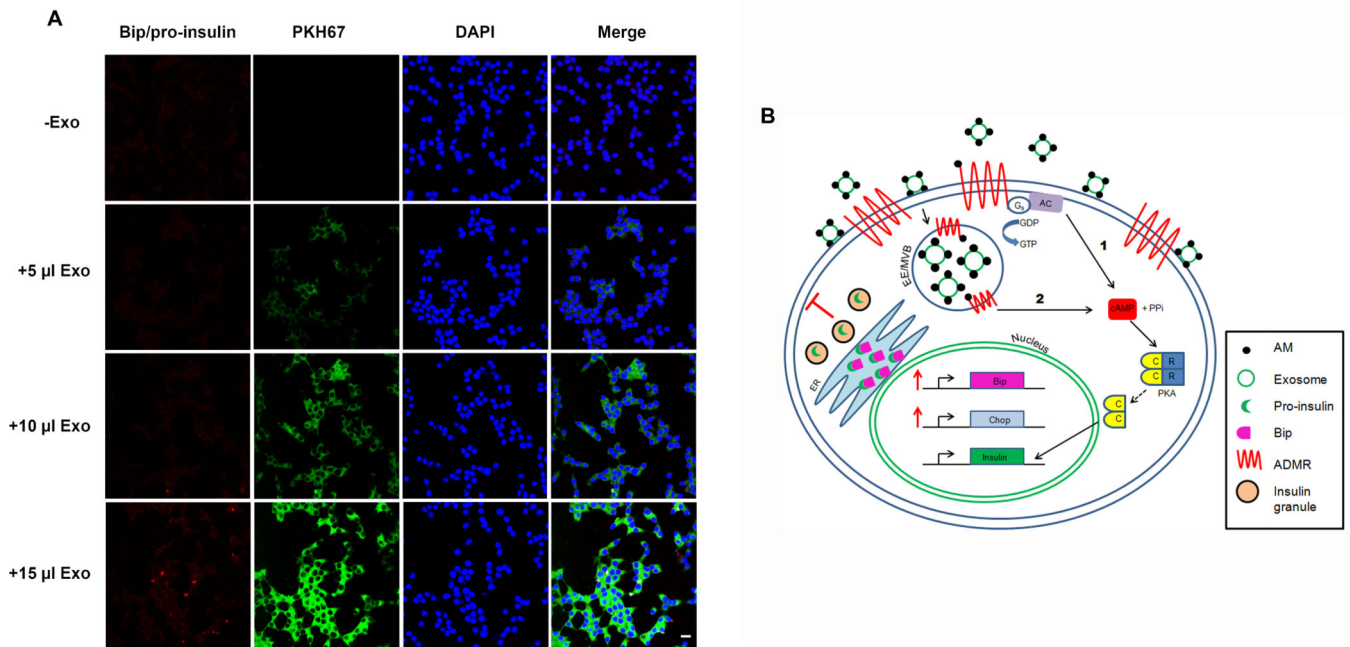 A
Bip/pro-insulin PKH67 DAPI Merge
-Exo
+5 µl Exo
+10 µl Exo
+15 µl Exo
B
Gs AC
GDP
GTP
1
EE/MVB
2
cAMP + PPi
Nucleus
ER
C R
C R
PKA
C
C
Bip
Chop
Insulin
AM
Exosome
Pro-insulin
Bip
ADMR
Insulin
granule